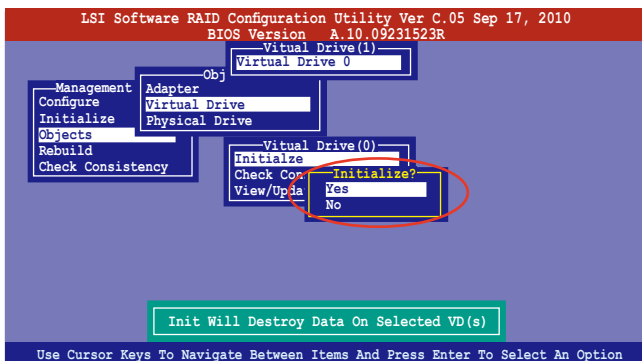 LSI Software RAID Configuration Utility Ver C.05 Sep 17, 2010
BIOS Version A.10.09231523R
Vitual Drive(1)
Virtual Drive 0
Obj
Adapter
Virtual Drive
Physical Drive
Management
Configure
Initialize
Objects
Rebuild
Check Consistency
Vitual Drive(0)
Initialze
Check Con
View/Upda
Initialize?
Yes
No
Init Will Destroy Data On Selected VD(s)
Use Cursor Keys To Navigate Between Items And Press Enter To Select An Option